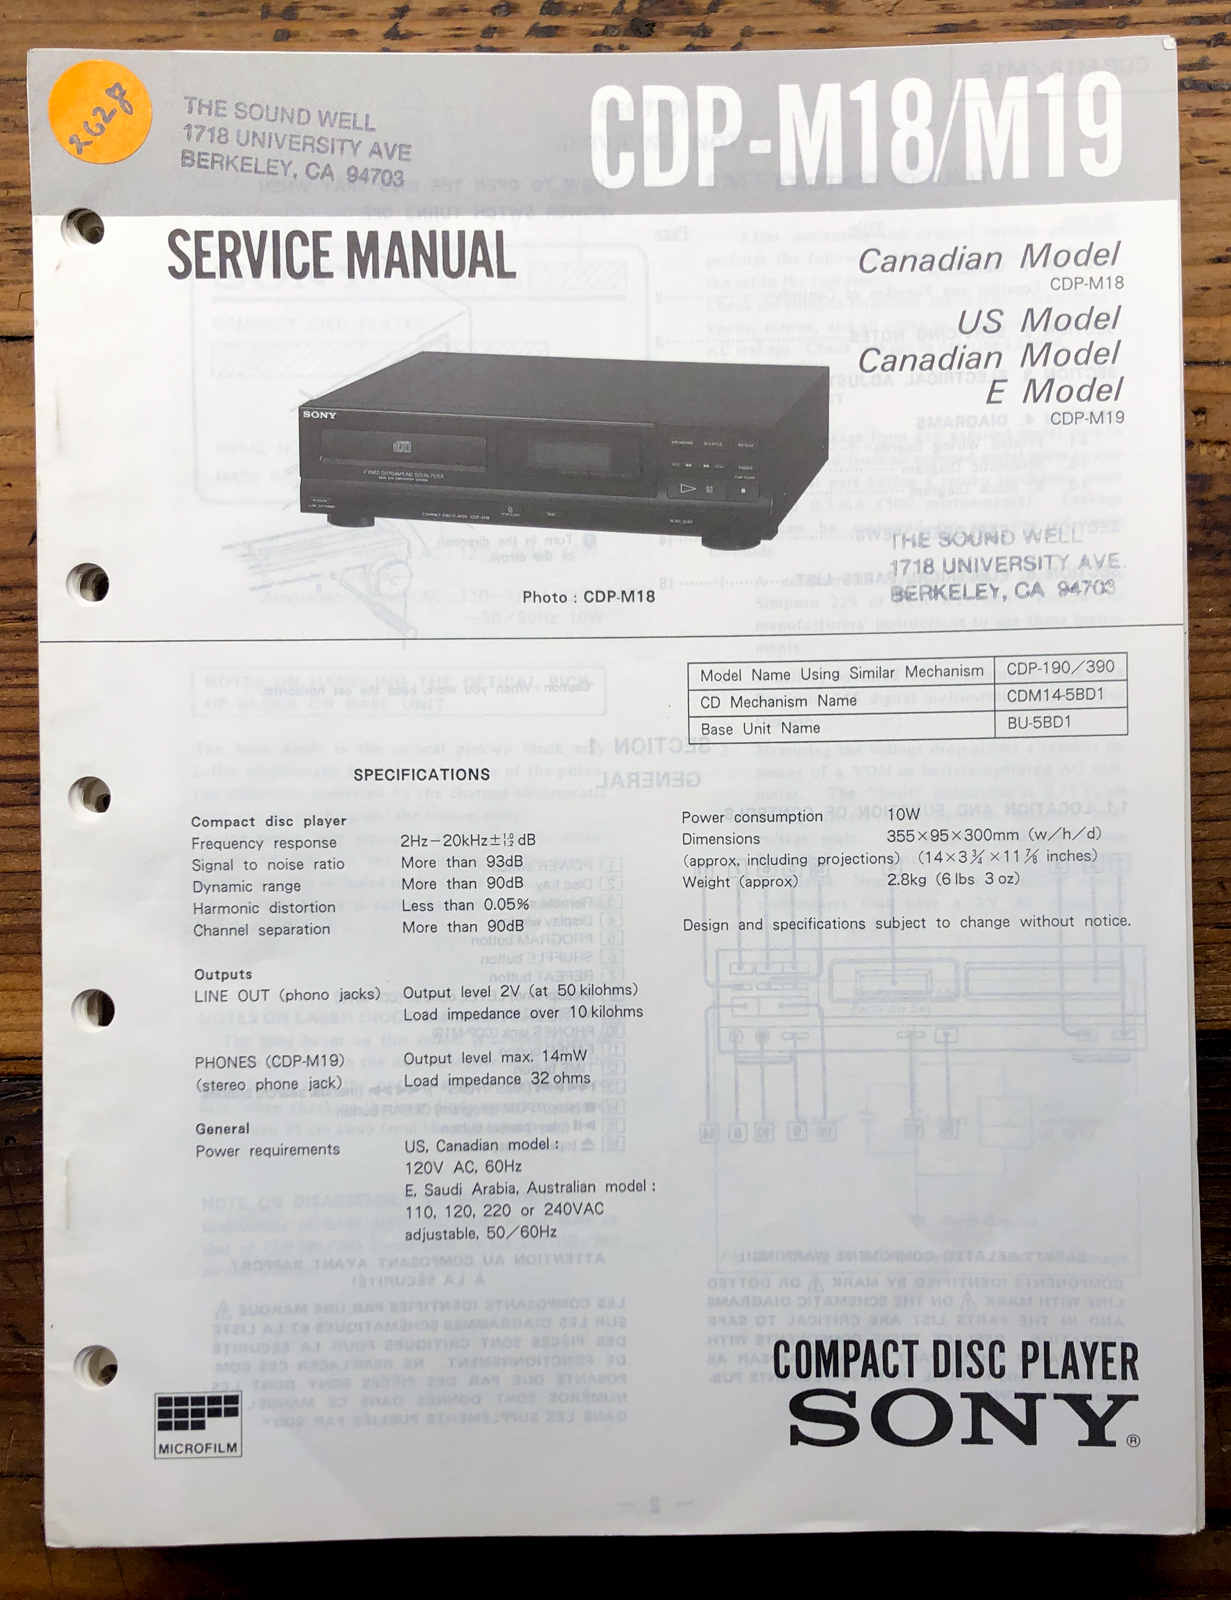 2628
THE SOUND WELL
1718 UNIVERSITY AVE
BERKELEY, CA 94703
CDP-M18/M19
SERVICE MANUAL
Canadian Model
CDP-M18
US Model
Canadian Model
E Model
CDP-M19
SONY
COMPACT DISC PLAYER CDP-M18
Photo : CDP-M18
THE SOUND WELL
1718 UNIVERSITY AVE.
BERKELEY, CA 94703
Model Name Using Similar Mechanism CDP-190/390
CD Mechanism Name CDM14-5BD1
Base Unit Name BU-5BD1
SPECIFICATIONS
Compact disc player
Frequency response 2Hz-20kHz± dB
Signal to noise ratio More than 93dB
Dynamic range More than 90dB
Harmonic distortion Less than 0.05%
Channel separation More than 90dB
Outputs
LINE OUT (phono jacks) Output level 2V (at 50 kilohms)
Load impedance over 10 kilohms
PHONES (CDP-M19) Output level max. 14mW
(stereo phone jack) Load impedance 32 ohms
General
Power requirements US, Canadian model :
120V AC, 60Hz
E, Saudi Arabia, Australian model :
110, 120, 220 or 240VAC
adjustable, 50/60Hz
Power consumption 10W
Dimensions 355×95×300mm (w/h/d)
(approx, including projections) (14×3 ¾ ×11 ⅞ inches)
Weight (approx) 2.8kg (6 lbs 3 oz)
Design and specifications subject to change without notice.
MICROFILM
COMPACT DISC PLAYER
SONY®